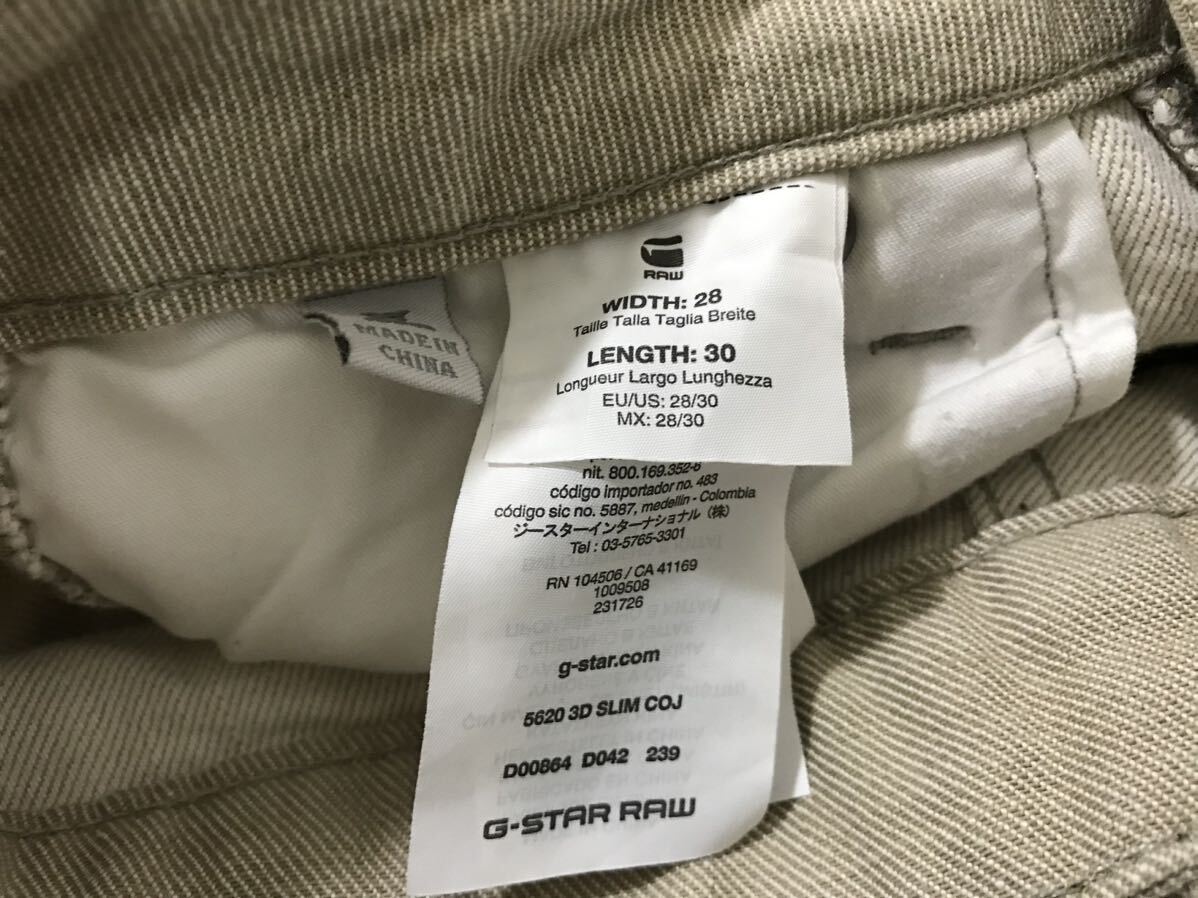 RAW
WIDTH: 28
Taille Talla Taglia Breite
LENGTH: 30
Longueur Largo Lunghezza
EU/US: 28/30
MX: 28/30
MADE IN
CHINA
nit. 800.169.352-6
código importador no. 483
código sic no. 5887, medellin - Colombia
ジースターインターナショナル（株）
Tel : 03-5765-3301
RN 104506 / CA 41169
1009508
231726
g-star.com
5620 3D SLIM COJ
D00864 D042 239
G-STAR RAW